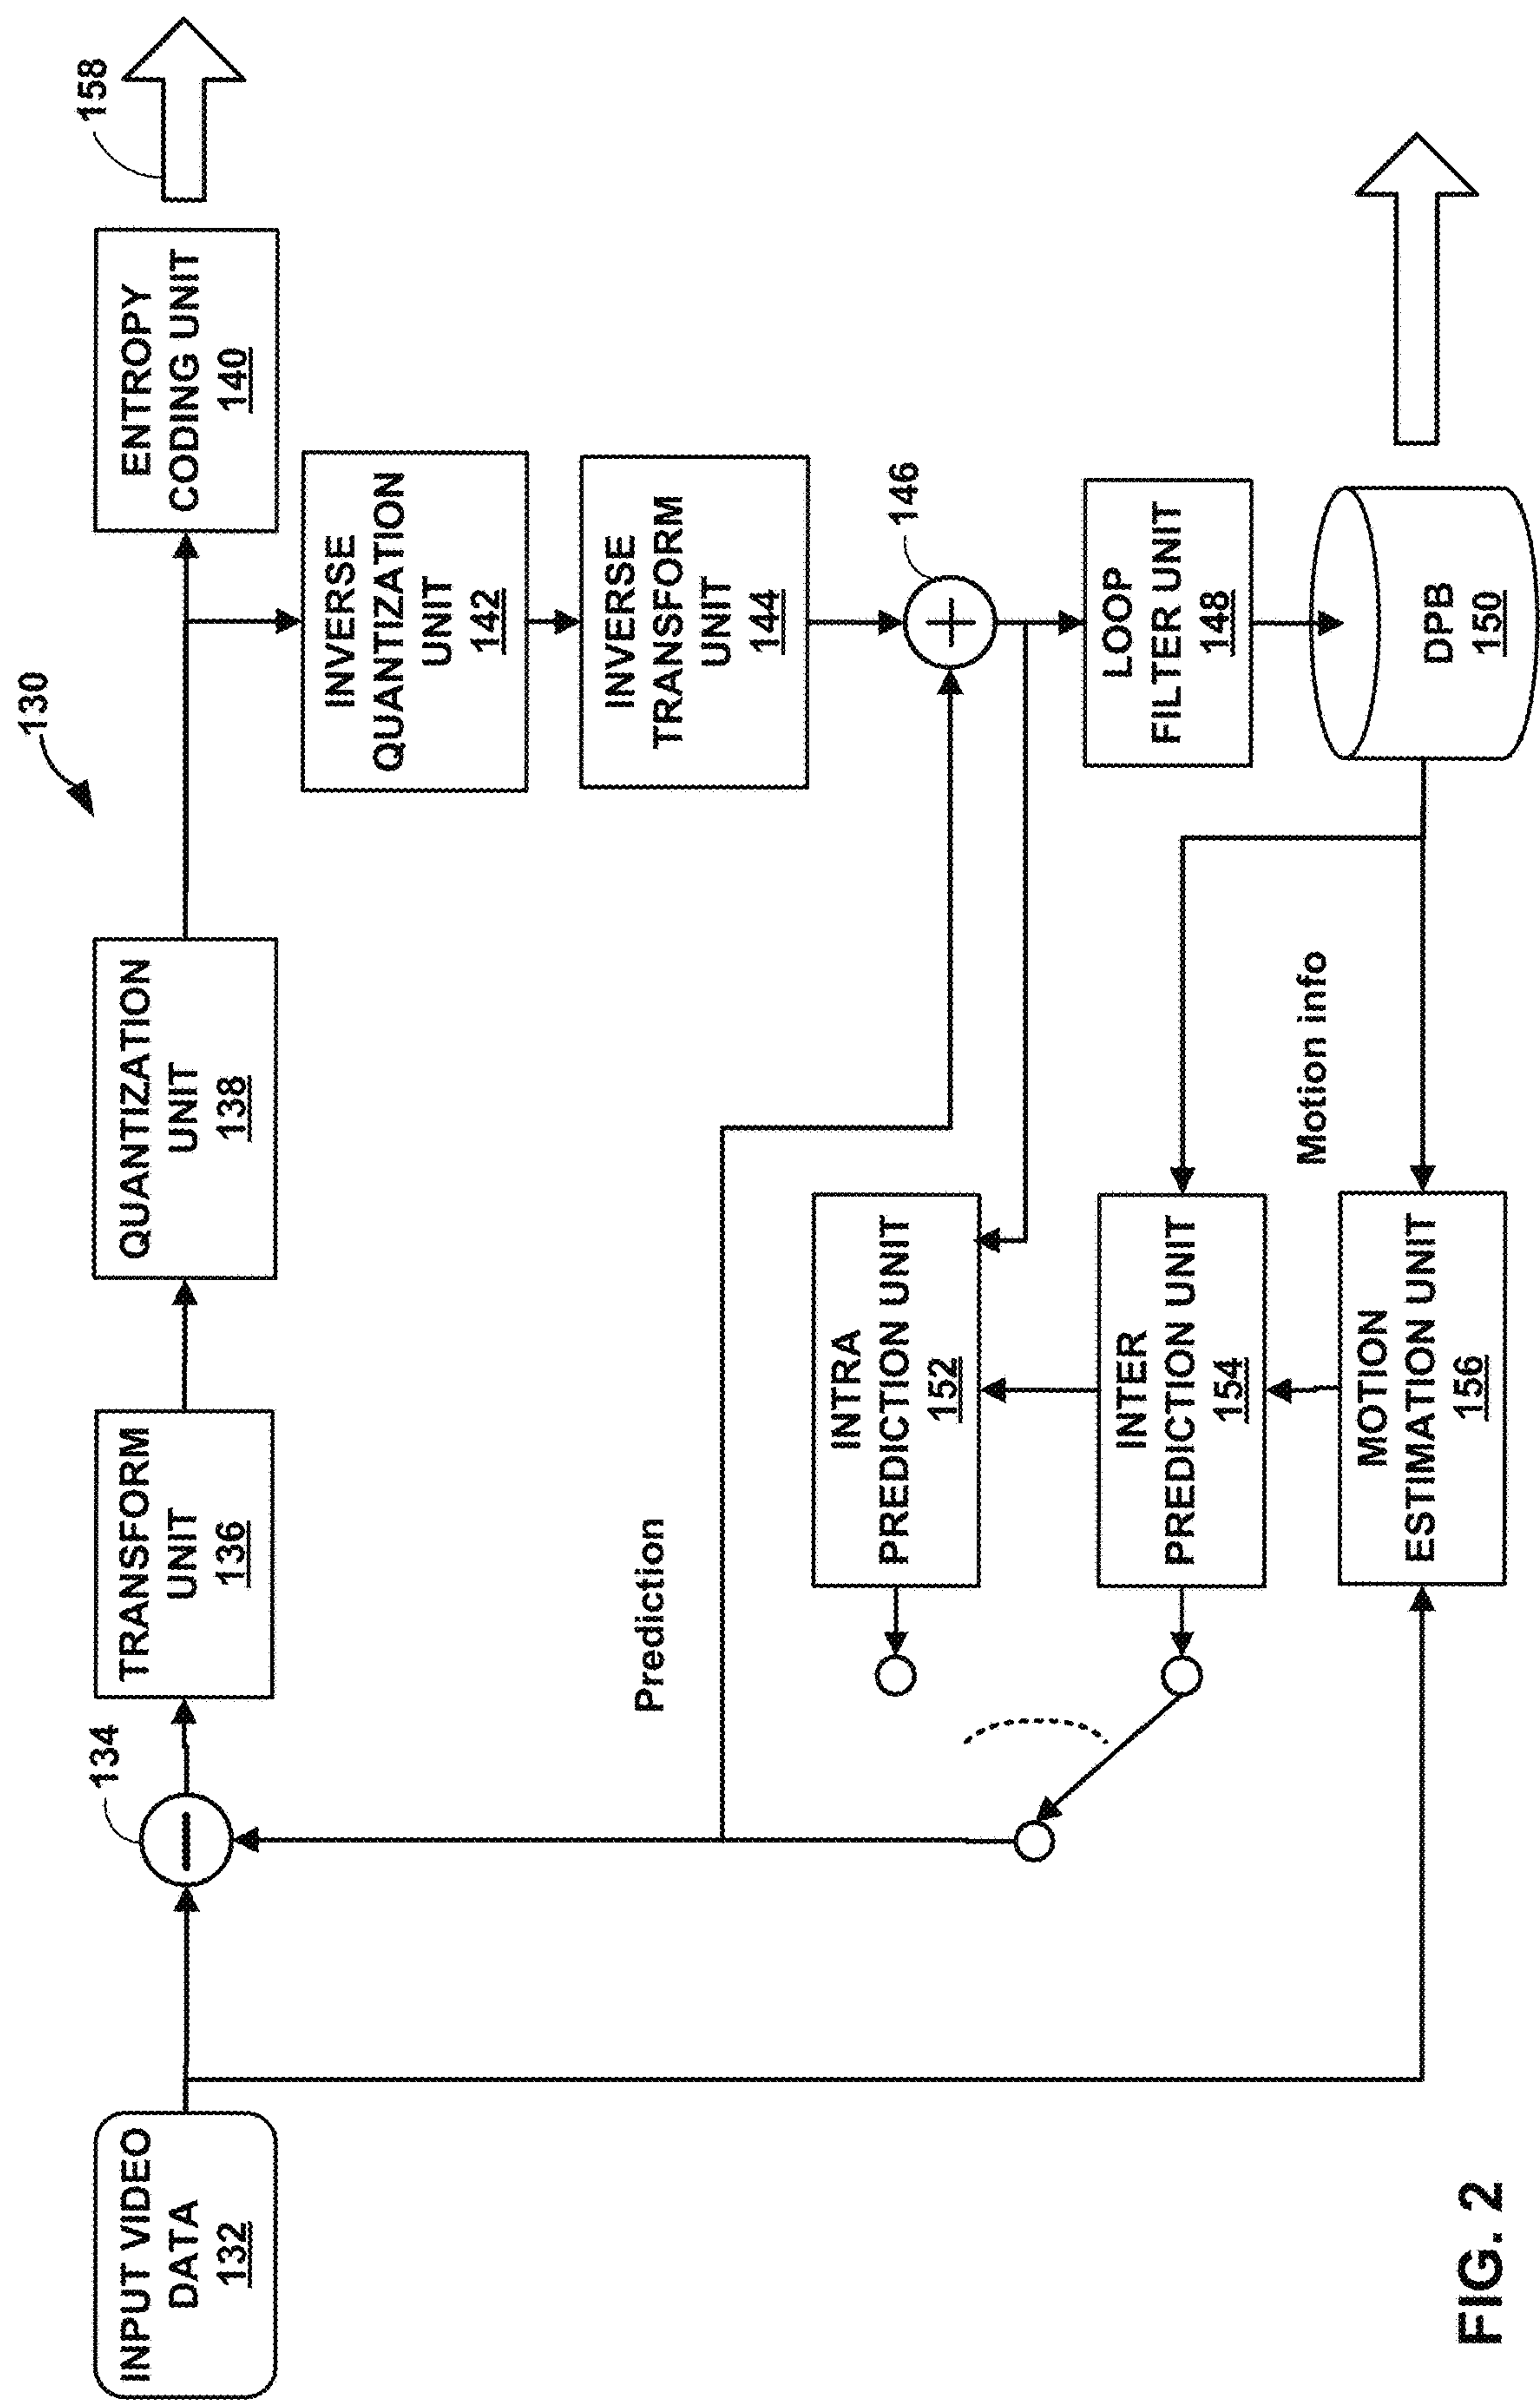 130
158
INPUT VIDEO
DATA
132
134
TRANSFORM
UNIT
136
QUANTIZATION
UNIT
138
ENTROPY
CODING UNIT
140
INVERSE
QUANTIZATION
UNIT
142
INVERSE
TRANSFORM
UNIT
144
Prediction
146
INTRA
PREDICTION UNIT
152
LOOP
FILTER UNIT
148
INTER
PREDICTION UNIT
154
Motion info
MOTION
ESTIMATION UNIT
156
DPB
150
FIG. 2